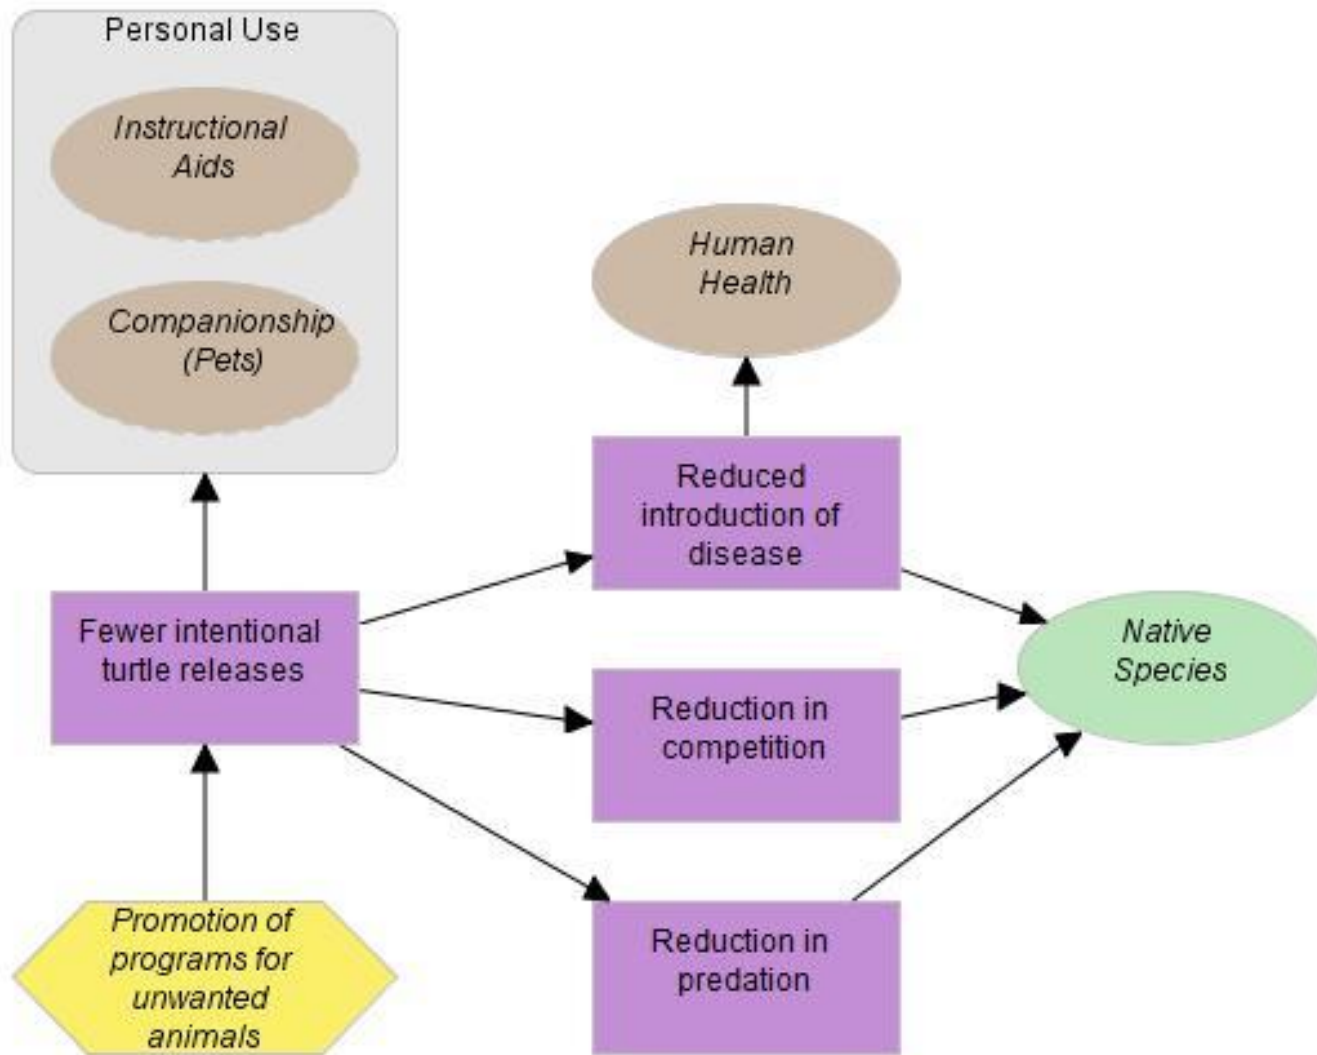 Personal Use
Instructional
Aids
Companionship
(Pets)
Human
Health
Reduced
introduction of
disease
Fewer intentional
turtle releases
Native
Species
Reduction in
competition
Promotion of
programs for
unwanted
animals
Reduction in
predation